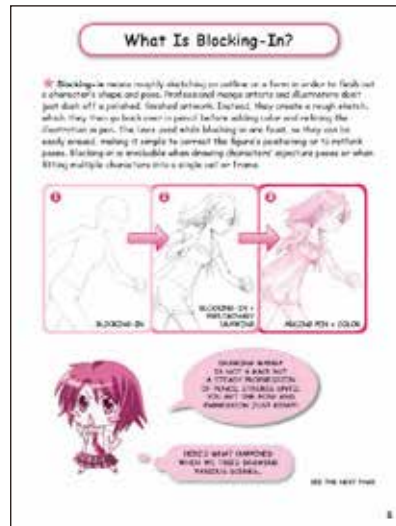 What Is Blocking-In?
Blocking-in means roughly sketching an outline or a form in order to flesh out
a character's shape and pose. Professional manga artists and illustrators don't
just dash off a polished, finished artwork. Instead, they create a rough sketch,
which they then go back over in pencil before adding color and refining the
illustration in pen. The lines used while blocking in are faint, so they can be
easily erased, making it simple to correct the figure's positioning or to rethink
poses. Blocking-in is invaluable when drawing characters' signature poses or when
fitting multiple characters into a single cell or frame.
1
2
3
BLOCKING-IN
BLOCKING-IN +
PRELIMINARY
DRAWING
ADDING PEN + COLOR
DRAWING MANGA
IS NOT A RACE BUT
A STEADY PROGRESSION
OF PENCIL STROKES UNTIL
YOU GET THE POSE AND
EXPRESSION JUST RIGHT!
HERE'S WHAT HAPPENED
WHEN WE TRIED DRAWING
VARIOUS SCENES.
SEE THE NEXT PAGE